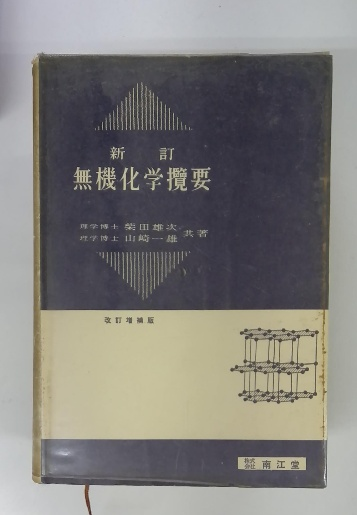 新訂
無機化学攬要
理学博士 柴田雄次
理学博士 山崎一雄 共著
改訂増補版
株式会社 南江堂